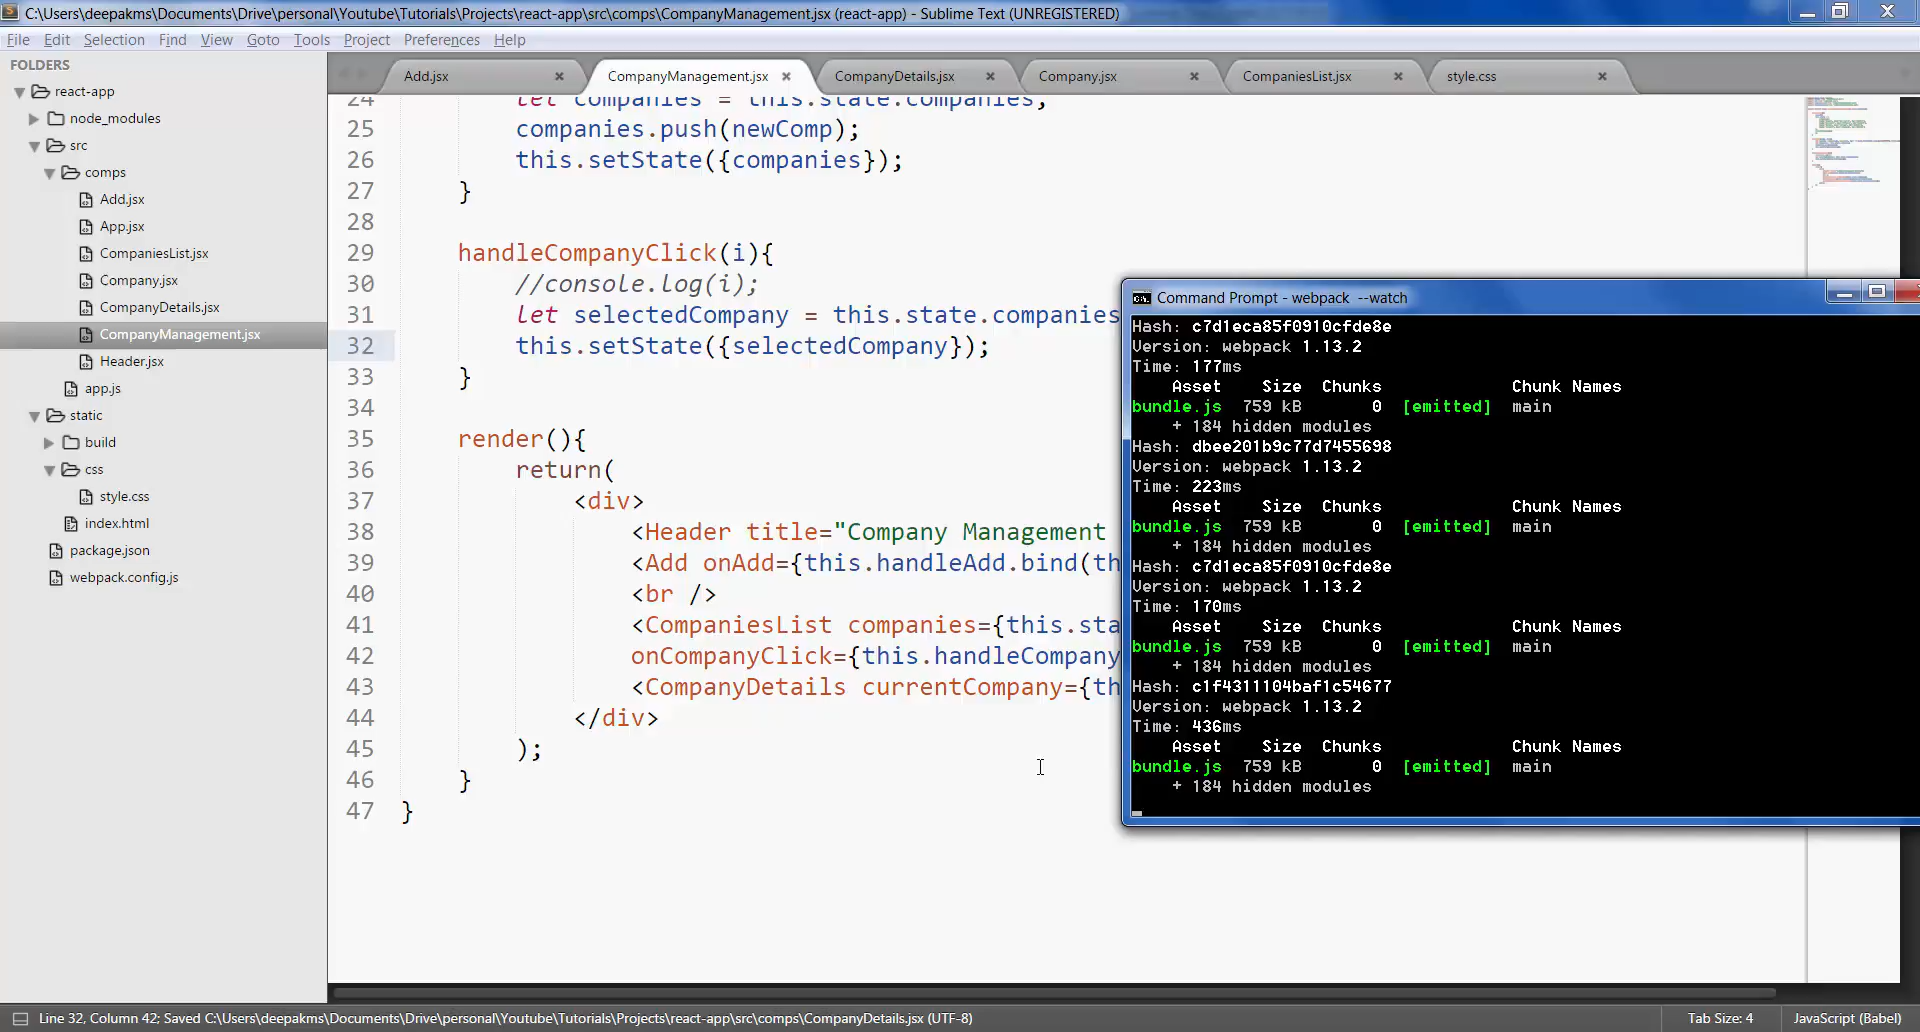 C:\Users\deepakms\Documents\Drive\personal\Youtube\Tutorials\Projects\react-app\src\comps\CompanyManagement.jsx (react-app) - Sublime Text (UNREGISTERED)
File Edit Selection Find View Goto Tools Project Preferences Help
FOLDERS
react-app
node_modules
src
comps
Add.jsx
App.jsx
CompaniesList.jsx
Company.jsx
CompanyDetails.jsx
CompanyManagement.jsx
Header.jsx
app.js
static
build
css
style.css
index.html
package.json
webpack.config.js
Add.jsx CompanyManagement.jsx CompanyDetails.jsx Company.jsx CompaniesList.jsx style.css
24 let companies = this.state.companies,
25 companies.push(newComp);
26 this.setState({companies});
27 }
28
29 handleCompanyClick(i){
30 //console.log(i);
31 let selectedCompany = this.state.companies
32 this.setState({selectedCompany});
33 }
34
35 render(){
36 return(
37 <div>
38 <Header title="Company Management
39 <Add onAdd={this.handleAdd.bind(th
40 <br />
41 <CompaniesList companies={this.sta
42 onCompanyClick={this.handleCompany
43 <CompanyDetails currentCompany={th
44 </div>
45 );
46 }
47 }
Command Prompt - webpack --watch
Hash: c7d1eca85f0910cfde8e
Version: webpack 1.13.2
Time: 177ms
Asset Size Chunks Chunk Names
bundle.js 759 kB 0 [emitted] main
+ 184 hidden modules
Hash: dbee201b9c77d7455698
Version: webpack 1.13.2
Time: 223ms
Asset Size Chunks Chunk Names
bundle.js 759 kB 0 [emitted] main
+ 184 hidden modules
Hash: c7d1eca85f0910cfde8e
Version: webpack 1.13.2
Time: 170ms
Asset Size Chunks Chunk Names
bundle.js 759 kB 0 [emitted] main
+ 184 hidden modules
Hash: c1f4311104baf1c54677
Version: webpack 1.13.2
Time: 436ms
Asset Size Chunks Chunk Names
bundle.js 759 kB 0 [emitted] main
+ 184 hidden modules
Line 32, Column 42; Saved C:\Users\deepakms\Documents\Drive\personal\Youtube\Tutorials\Projects\react-app\src\comps\CompanyDetails.jsx (UTF-8) Tab Size: 4 JavaScript (Babel)